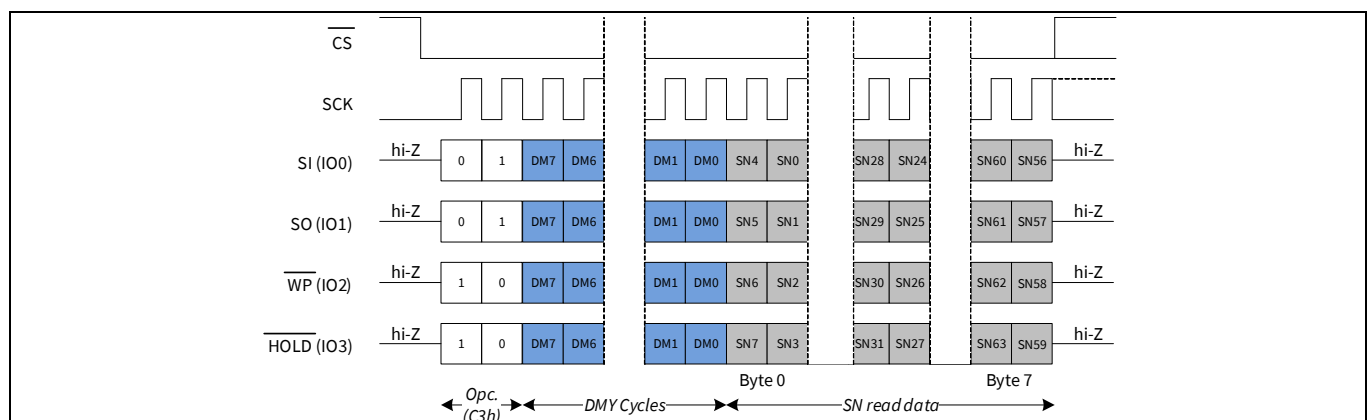 CS
SCK
SI (IO0) hi-Z 0 1 DM7 DM6 DM1 DM0 SN4 SN0 SN28 SN24 SN60 SN56 hi-Z
SO (IO1) hi-Z 0 1 DM7 DM6 DM1 DM0 SN5 SN1 SN29 SN25 SN61 SN57 hi-Z
WP (IO2) hi-Z 1 0 DM7 DM6 DM1 DM0 SN6 SN2 SN30 SN26 SN62 SN58 hi-Z
HOLD (IO3) hi-Z 1 0 DM7 DM6 DM1 DM0 SN7 SN3 SN31 SN27 SN63 SN59 hi-Z
Byte 0 Byte 7
Opc. DMY Cycles SN read data
(C3h)